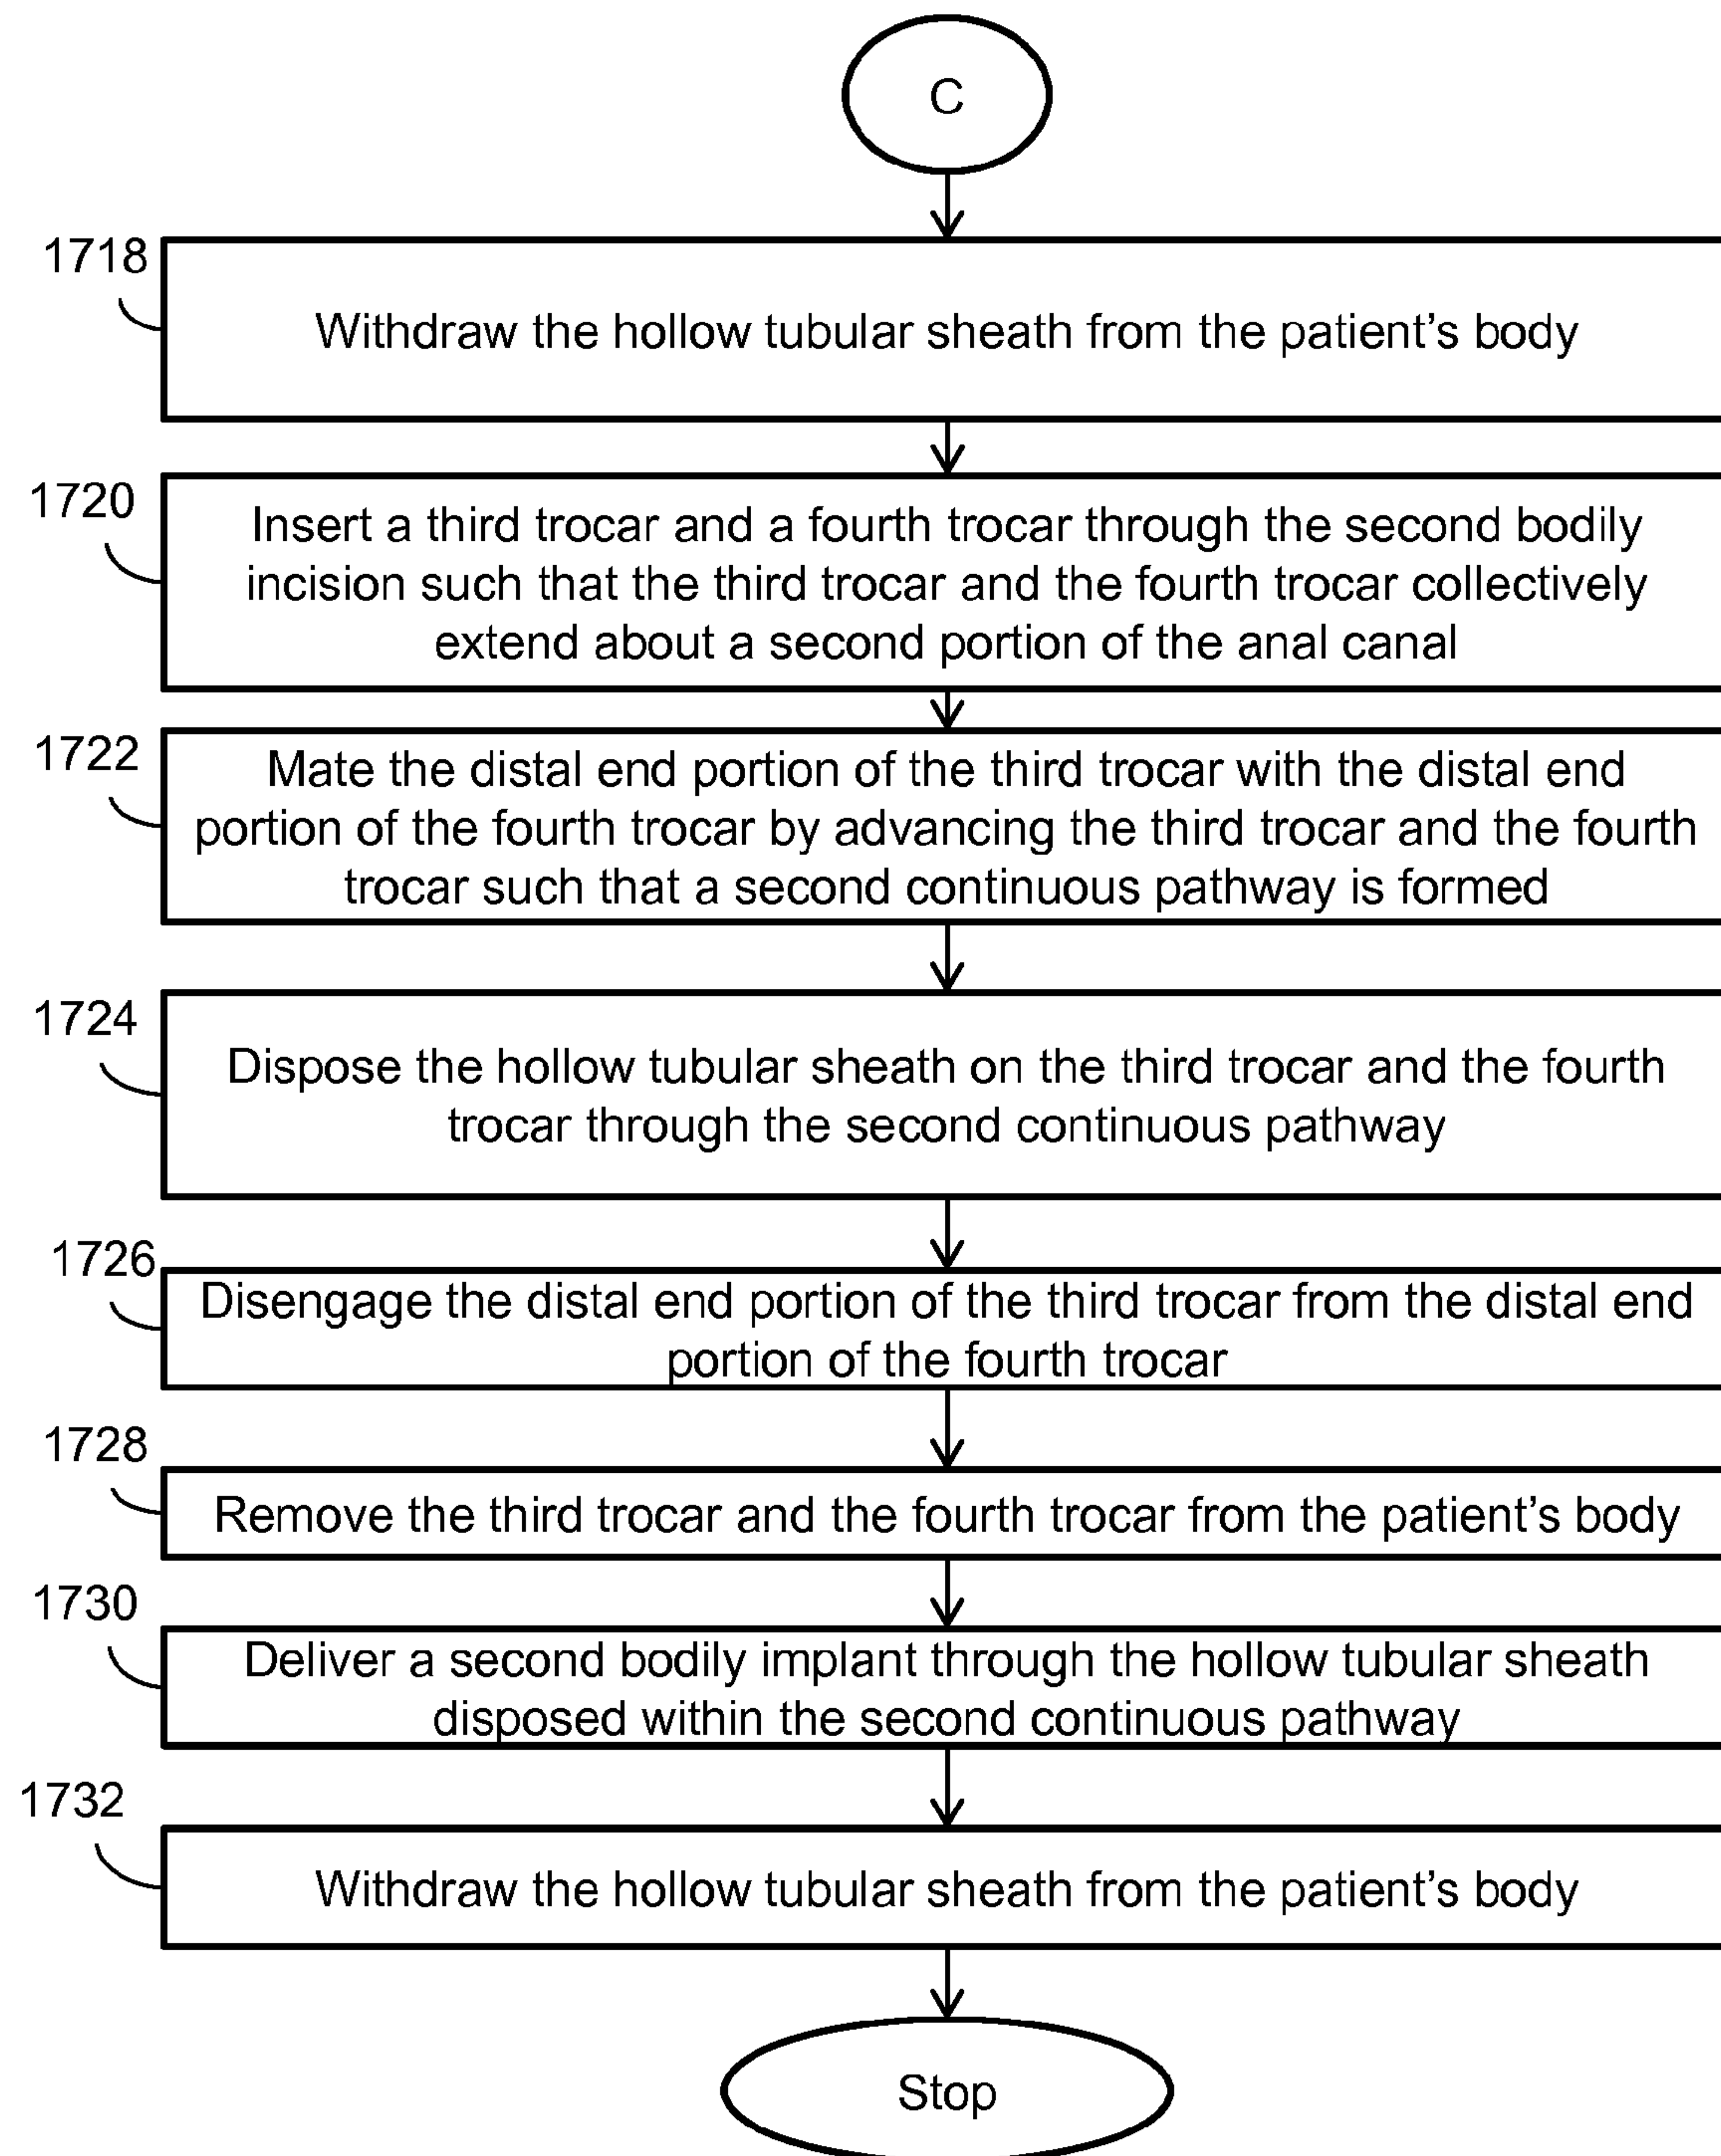 C
1718
Withdraw the hollow tubular sheath from the patient's body
1720
Insert a third trocar and a fourth trocar through the second bodily
incision such that the third trocar and the fourth trocar collectively
extend about a second portion of the anal canal
1722
Mate the distal end portion of the third trocar with the distal end
portion of the fourth trocar by advancing the third trocar and the fourth
trocar such that a second continuous pathway is formed
1724
Dispose the hollow tubular sheath on the third trocar and the fourth
trocar through the second continuous pathway
1726
Disengage the distal end portion of the third trocar from the distal end
portion of the fourth trocar
1728
Remove the third trocar and the fourth trocar from the patient's body
1730
Deliver a second bodily implant through the hollow tubular sheath
disposed within the second continuous pathway
1732
Withdraw the hollow tubular sheath from the patient's body
Stop